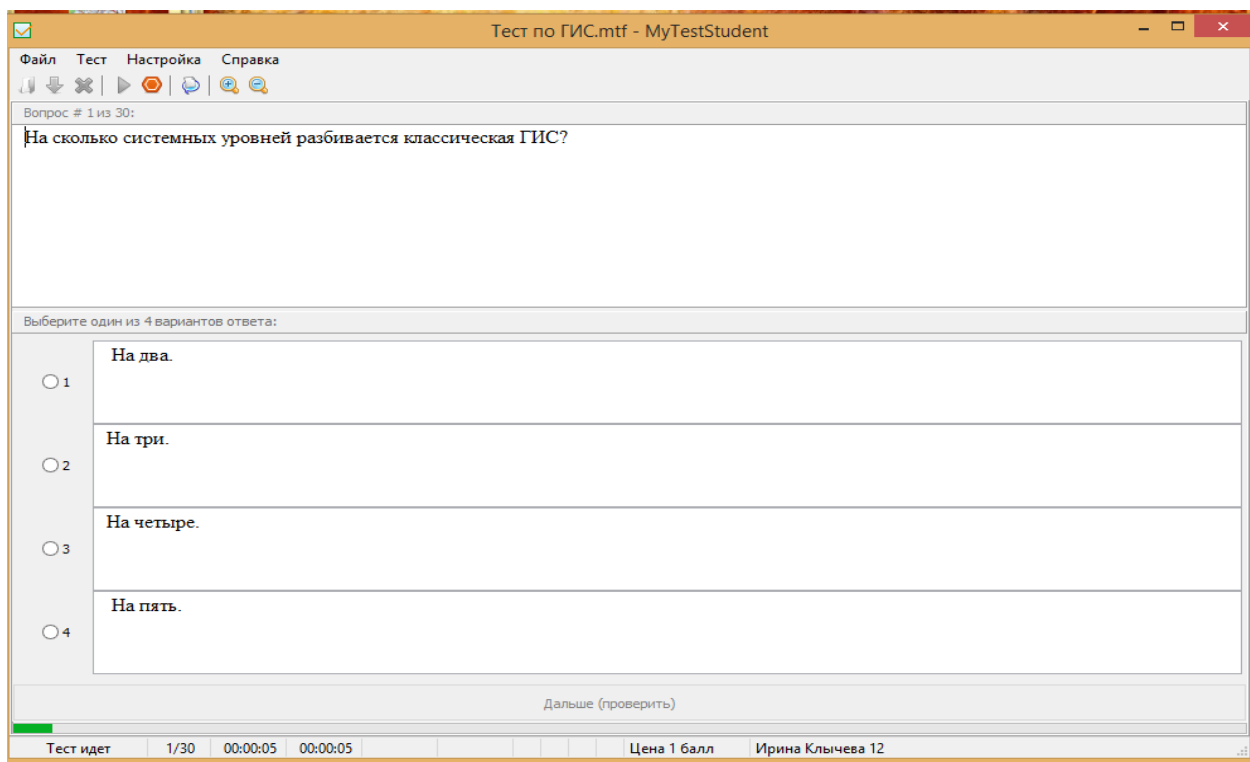 Тест по ГИС.mtf - MyTestStudent
Файл Тест Настройка Справка
Вопрос # 1 из 30:
На сколько системных уровней разбивается классическая ГИС?
Выберите один из 4 вариантов ответа:
1 На два.
2 На три.
3 На четыре.
4 На пять.
Дальше (проверить)
Тест идет 1/30 00:00:05 00:00:05 Цена 1 балл Ирина Клычева 12